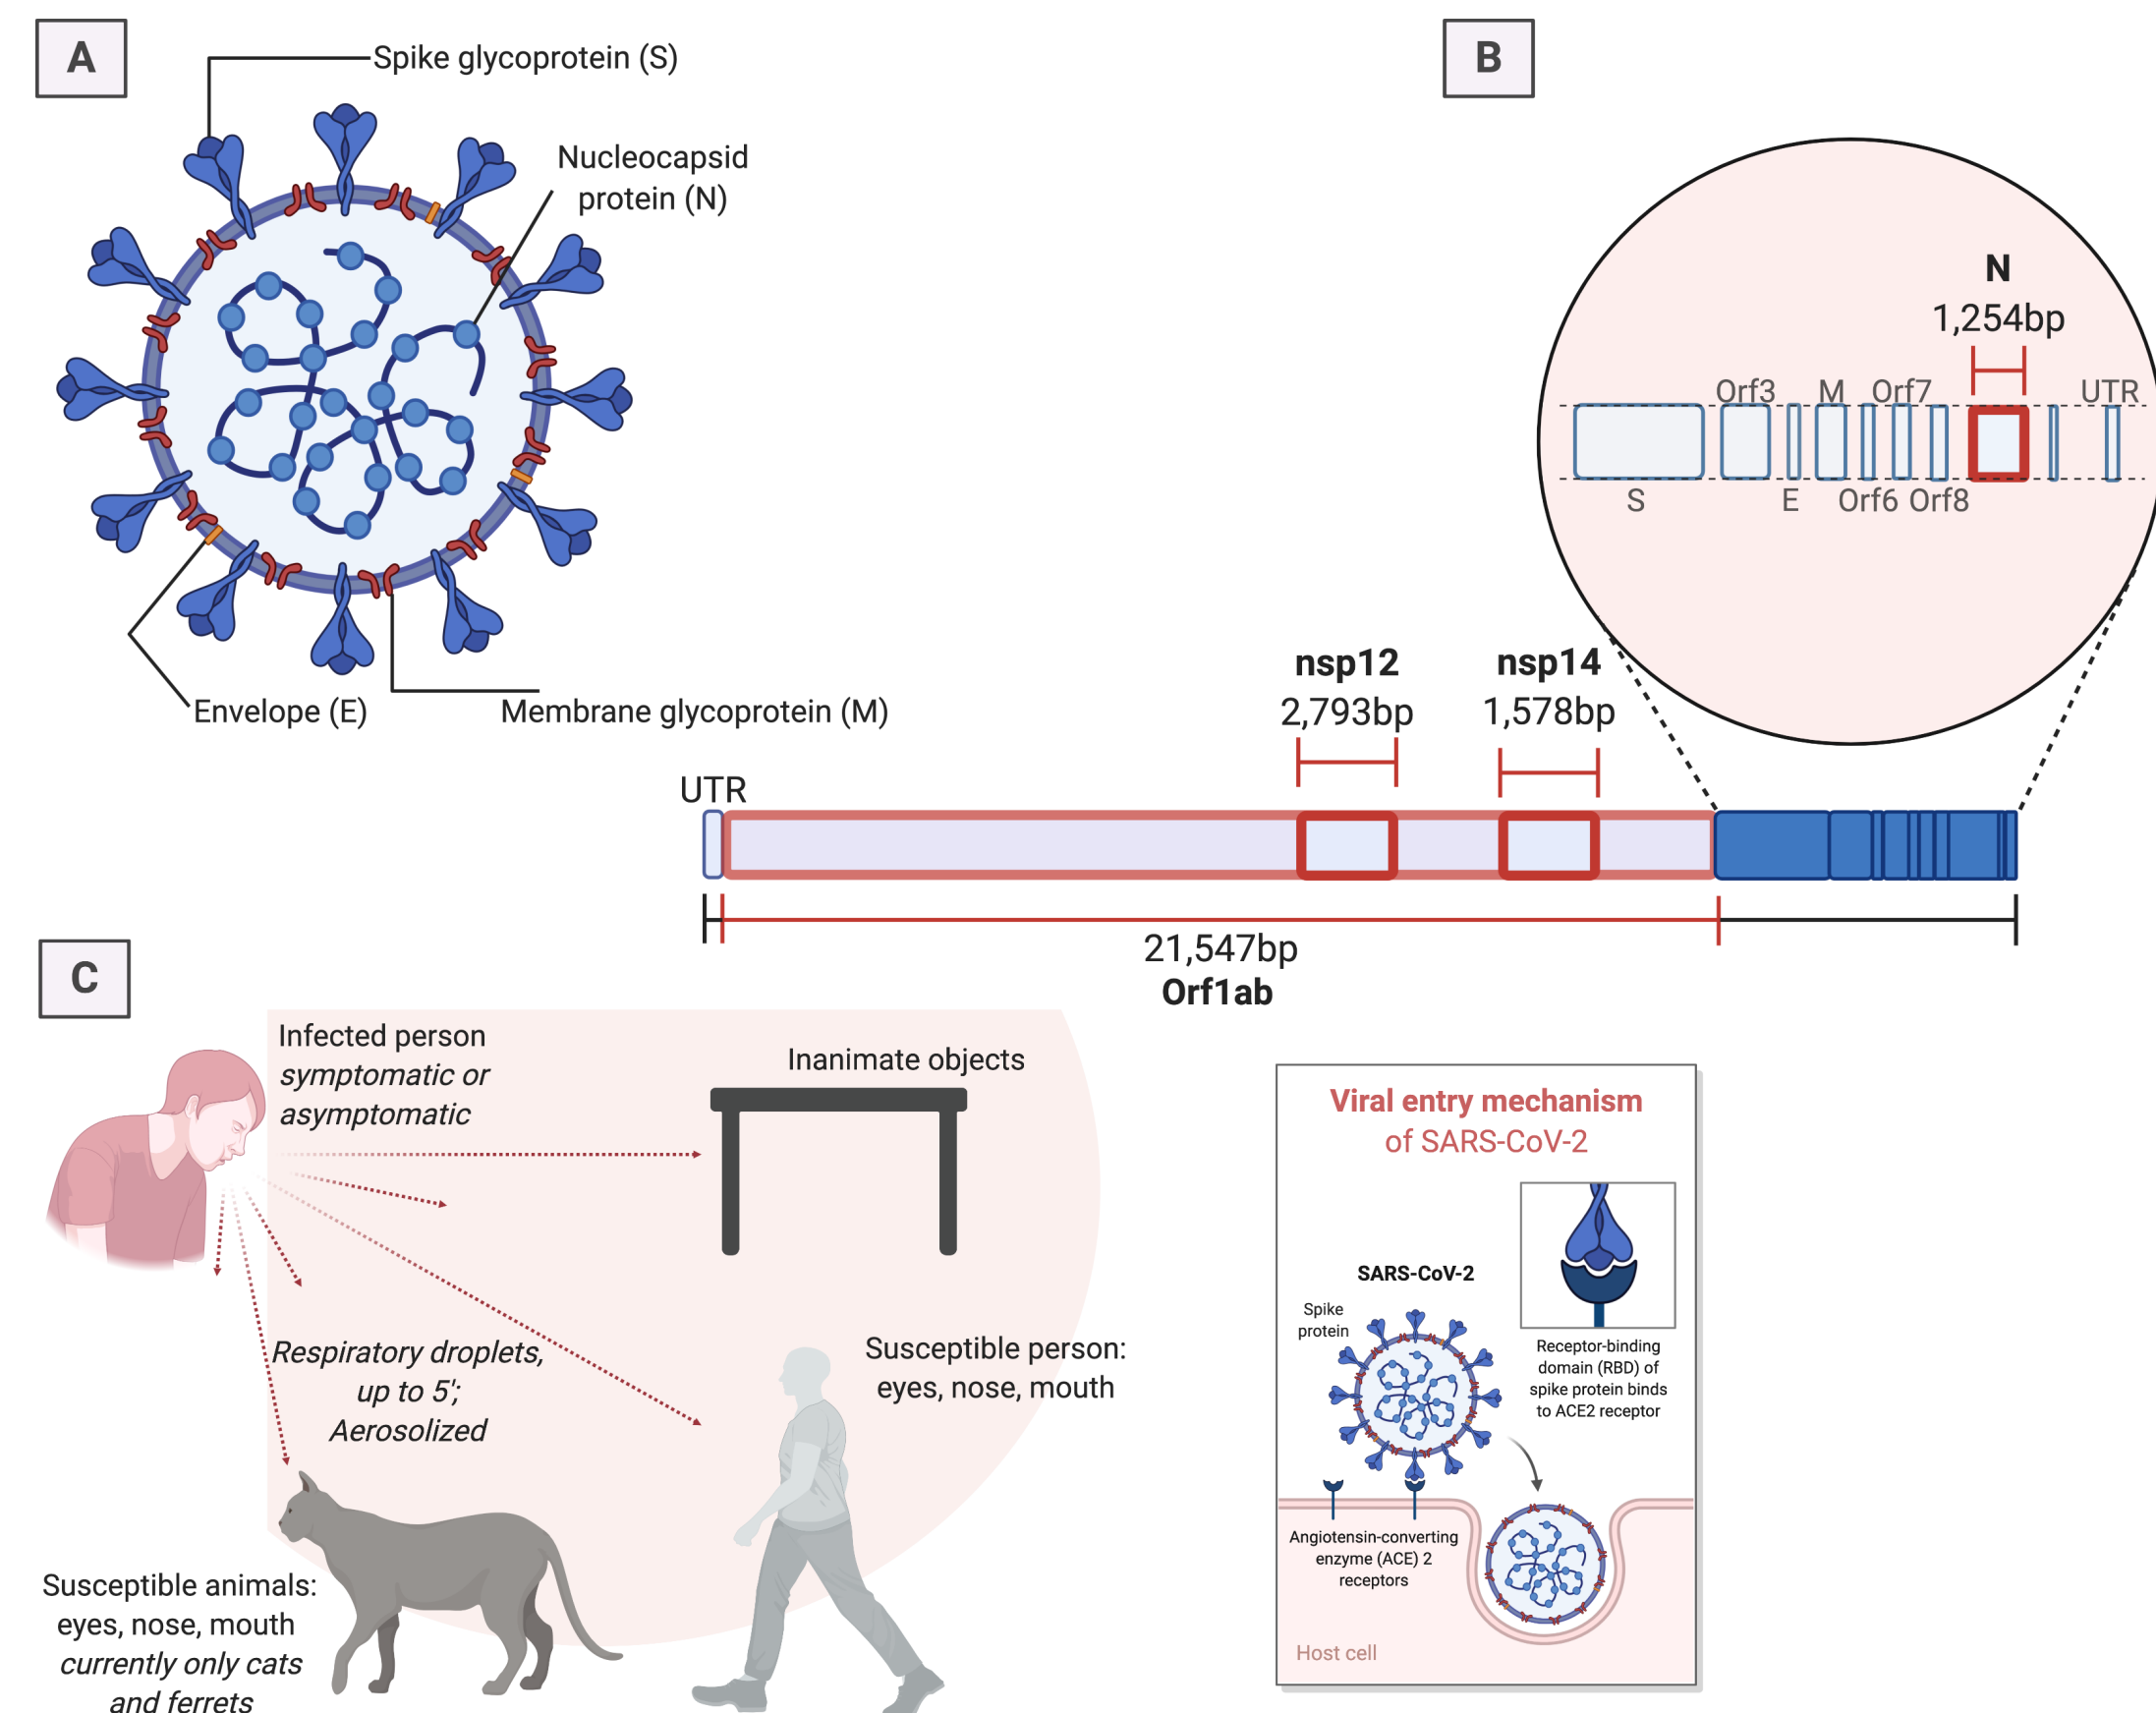 A
Spike glycoprotein (S)
Nucleocapsid
protein (N)
Envelope (E)
Membrane glycoprotein (M)
B
N
1,254bp
Orf3
M
Orf7
UTR
S
E
Orf6
Orf8
nsp12
2,793bp
nsp14
1,578bp
UTR
21,547bp
Orf1ab
C
Infected person
symptomatic or
asymptomatic
Inanimate objects
Respiratory droplets,
up to 5';
Aerosolized
Susceptible person:
eyes, nose, mouth
Susceptible animals:
eyes, nose, mouth
currently only cats
and ferrets
Viral entry mechanism
of SARS-CoV-2
SARS-CoV-2
Spike
protein
Receptor-binding
domain (RBD) of
spike protein binds
to ACE2 receptor
Angiotensin-converting
enzyme (ACE) 2
receptors
Host cell